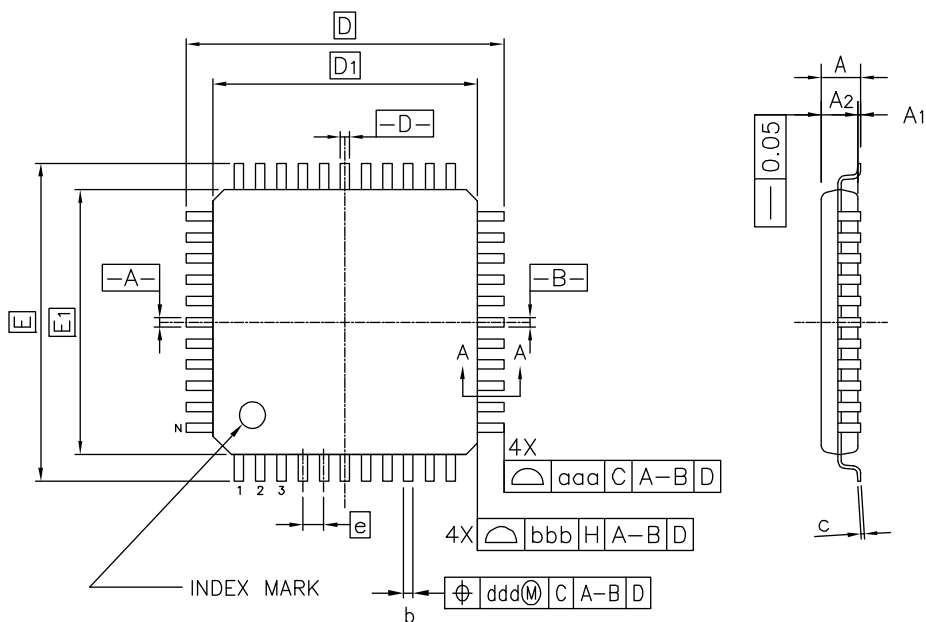 D
D1
A
-D-
A2
A1
0.05
-A-
-B-
E
E1
A A
N
4X
aaa C A-B D
1 2 3
e
4X bbb H A-B D
c
INDEX MARK
ddd Ⓜ C A-B D
b